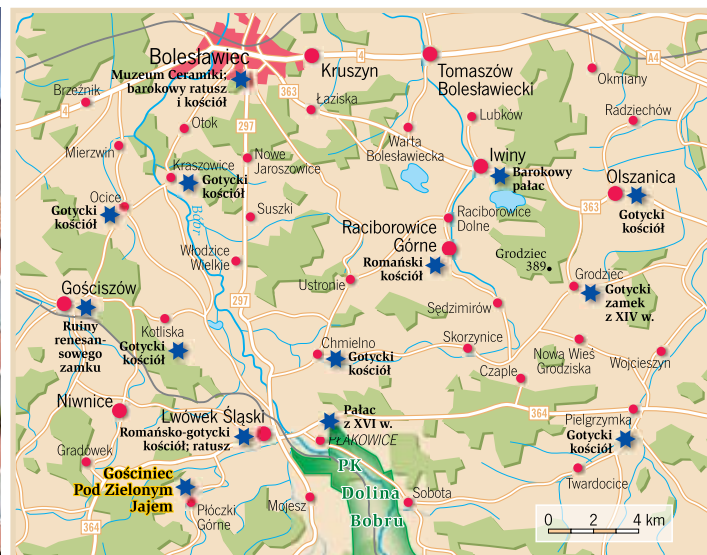 Bolesławiec
Muzeum Ceramiki;
barokowy ratusz
i kościół
Kruszyn
4
Tomaszów
Bolesławiecki
A4
Okmiany
Brzeźnik
4
363
Łaziska
Radziechów
Otok
297
Lubków
Warta
Bolesławiecka
Mierzwin
Nowe
Jaroszowice
Iwiny
Barokowy
pałac
Kraszowice
Gotycki
kościół
Olszanica
363
Gotycki
kościół
Ocice
Gotycki
kościół
Bóbr
Suszki
Raciborowice
Dolne
Raciborowice
Górne
Romański
kościół
Grodziec
389
Włodzice
Wielkie
Ustronie
Grodziec
Gotycki
zamek
z XIV w.
Gościszów
Ruiny
renesan-
sowego
zamku
297
Sędzimirów
Kotliska
Gotycki
kościół
Chmielno
Gotycki
kościół
Skorzynice
Nowa Wieś
Grodziska
Wojcieszyn
Czaple
Niwnice
Lwówek Śląski
Romańsko-gotycki
kościół; ratusz
Pałac
z XVI w.
PŁAKOWICE
364
Pielgrzymka
Gotycki
kościół
Gradówek
Gościniec
Pod Zielonym
Jajem
PK
Dolina
Bobru
Sobota
Twardocice
Płóczki
Górne
Mojesz
364
0 2 4 km